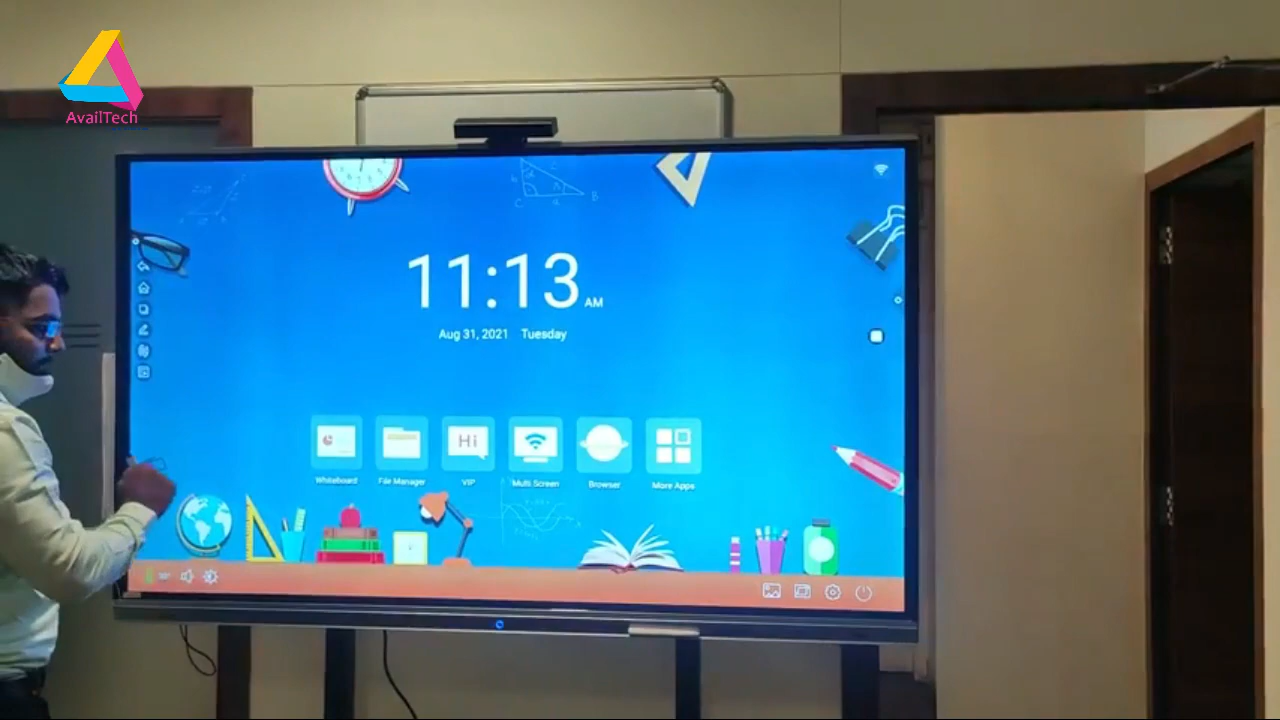 AvailTech
11:13 AM
Aug 31, 2021 Tuesday
Hi
Whiteboard File Manager VIP Multi Screen Browser More Apps